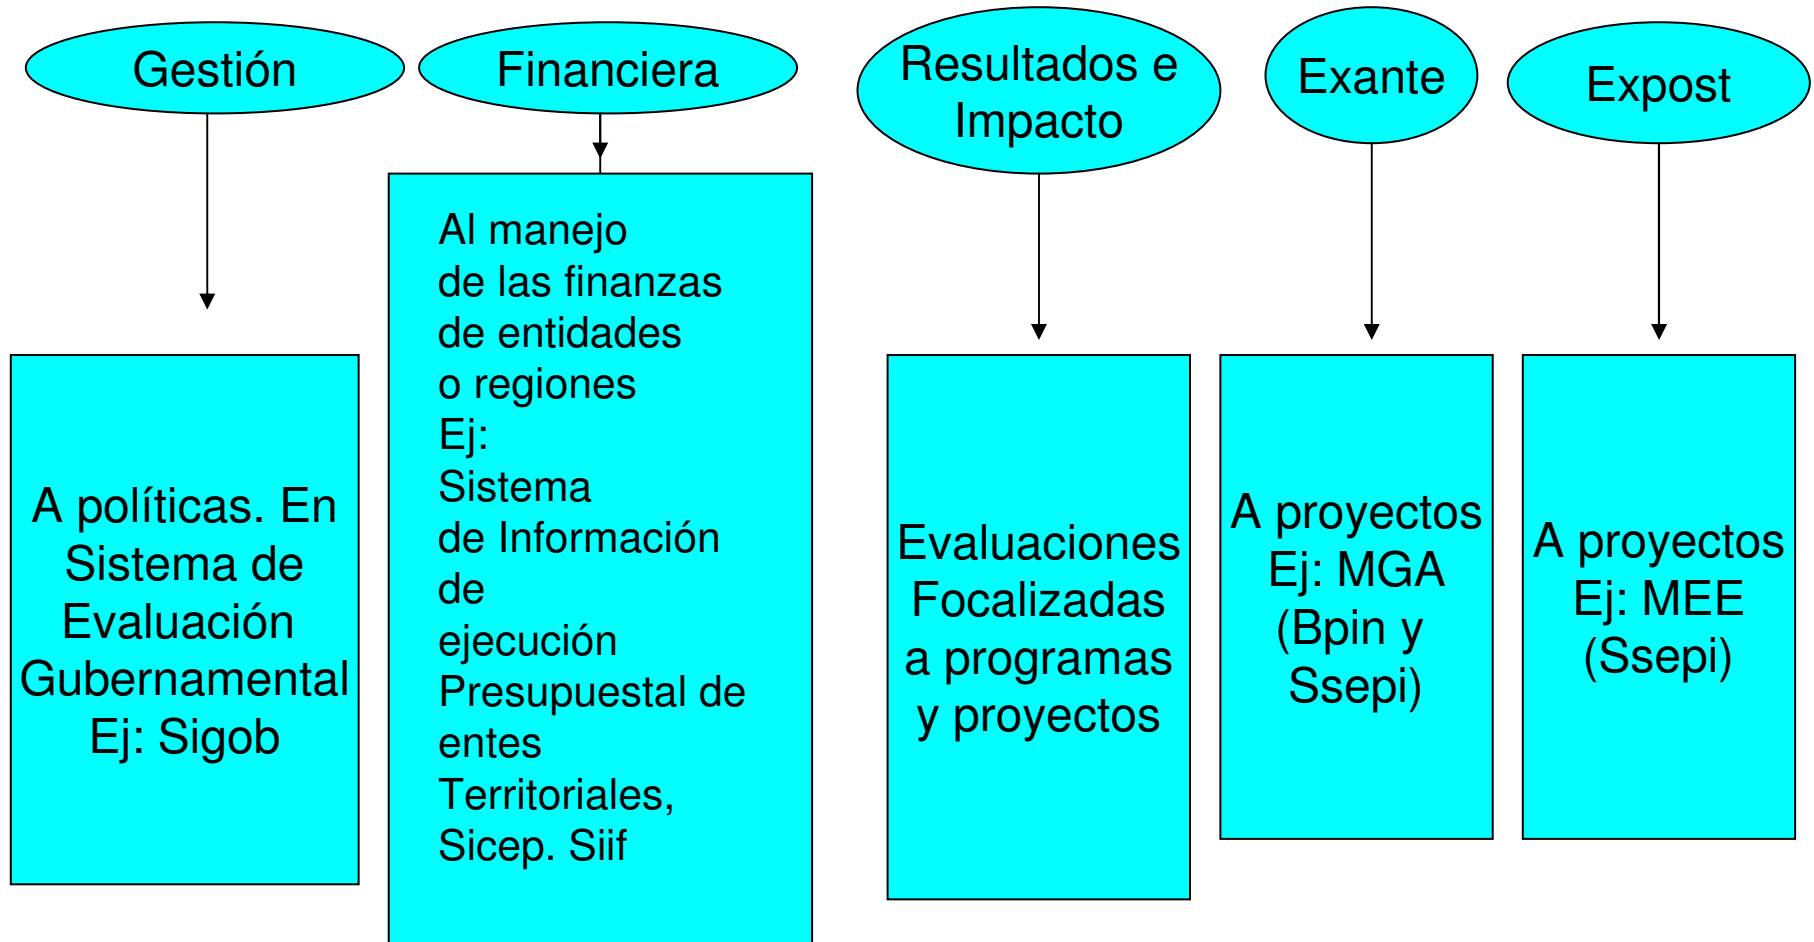 Gestión
Financiera
Resultados e
Impacto
Exante
Expost
A políticas. En
Sistema de
Evaluación
Gubernamental
Ej: Sigob
Al manejo
de las finanzas
de entidades
o regiones
Ej:
Sistema
de Información
de
ejecución
Presupuestal de
entes
Territoriales,
Sicep. Siif
Evaluaciones
Focalizadas
a programas
y proyectos
A proyectos
Ej: MGA
(Bpin y
Ssepi)
A proyectos
Ej: MEE
(Ssepi)